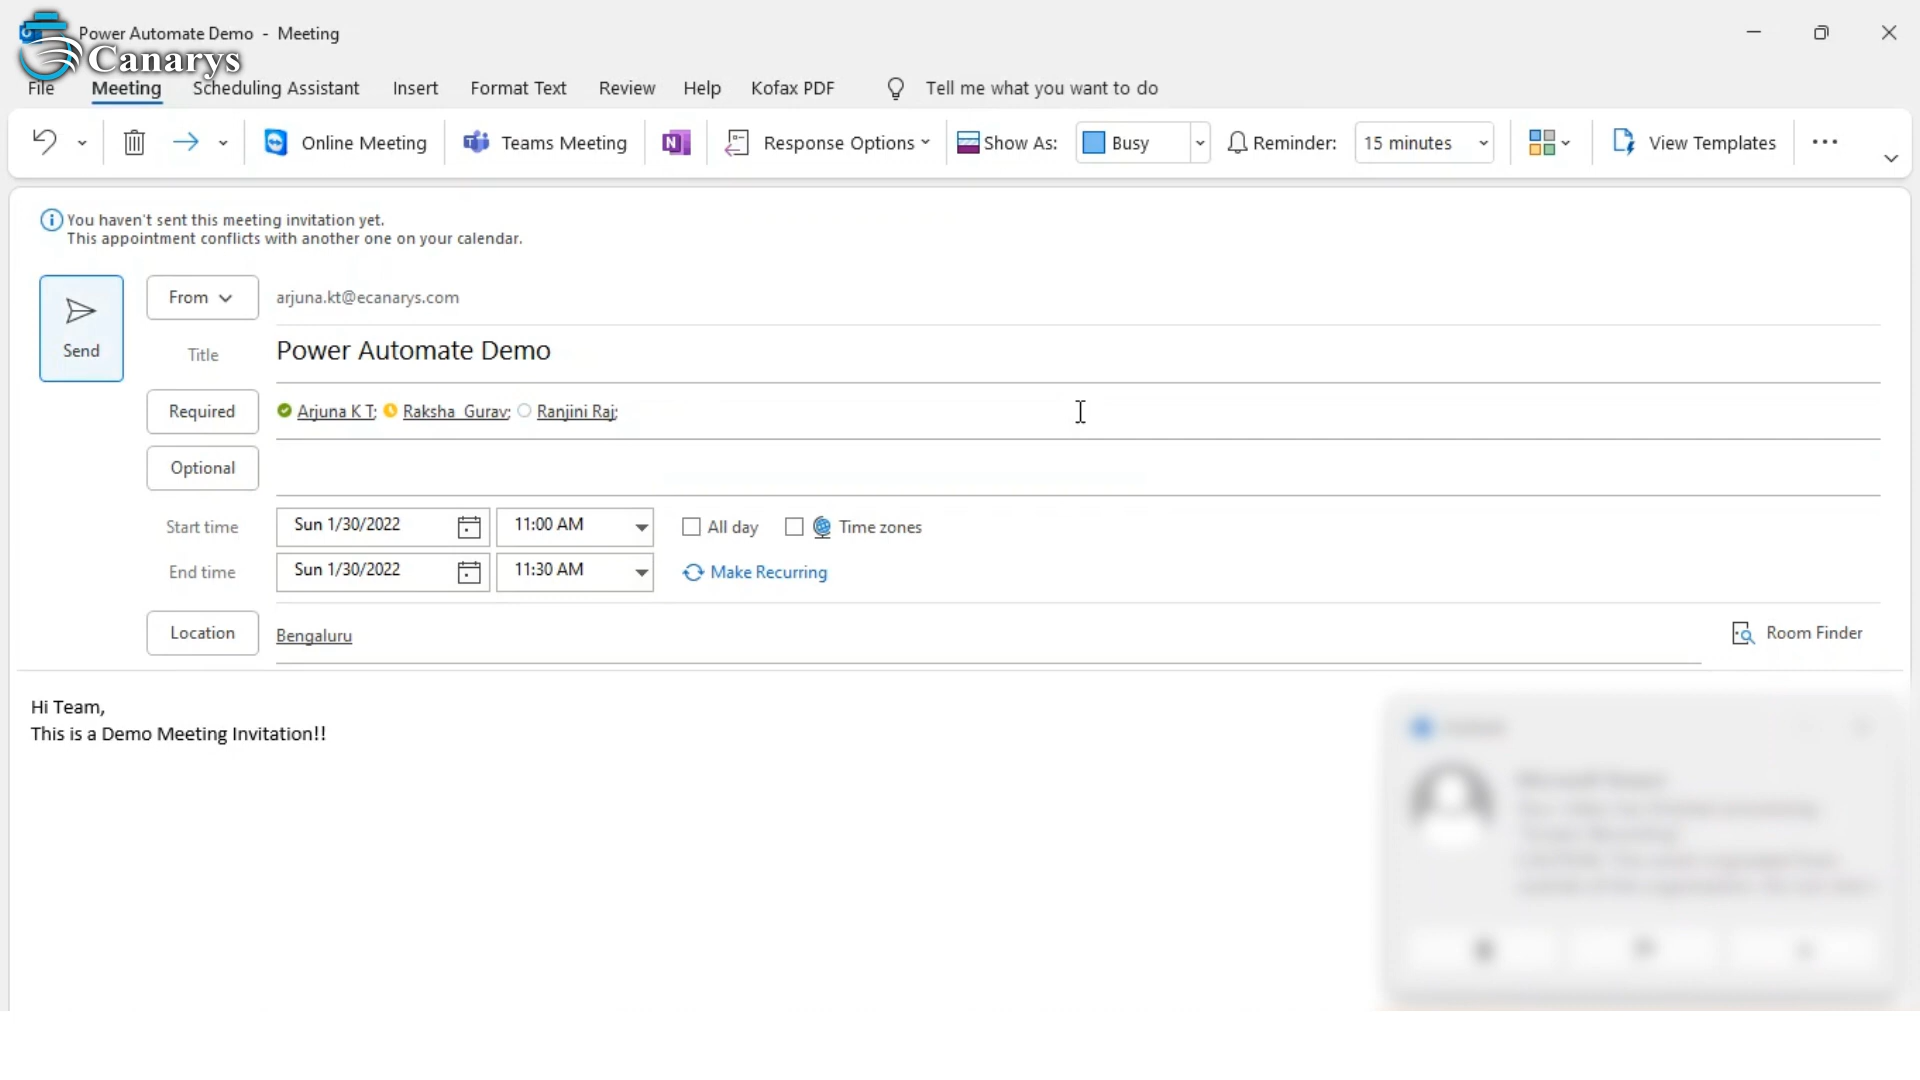 Power Automate Demo - Meeting
Canarys
File Meeting Scheduling Assistant Insert Format Text Review Help Kofax PDF Tell me what you want to do
Online Meeting Teams Meeting Response Options Show As: Busy Reminder: 15 minutes View Templates
You haven't sent this meeting invitation yet.
This appointment conflicts with another one on your calendar.
From arjuna.kt@ecanarys.com
Send
Title Power Automate Demo
Required Arjuna K T; Raksha Gurav; Ranjini Raj;
Optional
Start time Sun 1/30/2022 11:00 AM All day Time zones
End time Sun 1/30/2022 11:30 AM Make Recurring
Location Bengaluru Room Finder
Hi Team,
This is a Demo Meeting Invitation!!